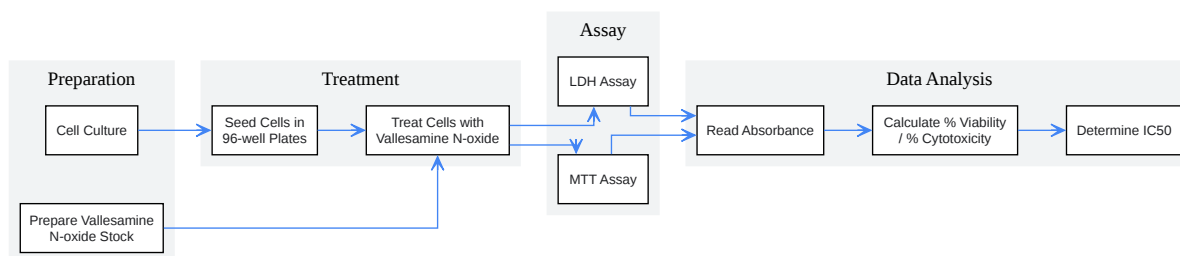 Preparation
Cell Culture
Prepare Vallesamine
N-oxide Stock
Treatment
Seed Cells in
96-well Plates
Treat Cells with
Vallesamine N-oxide
Assay
LDH Assay
MTT Assay
Data Analysis
Read Absorbance
Calculate % Viability
/ % Cytotoxicity
Determine IC50